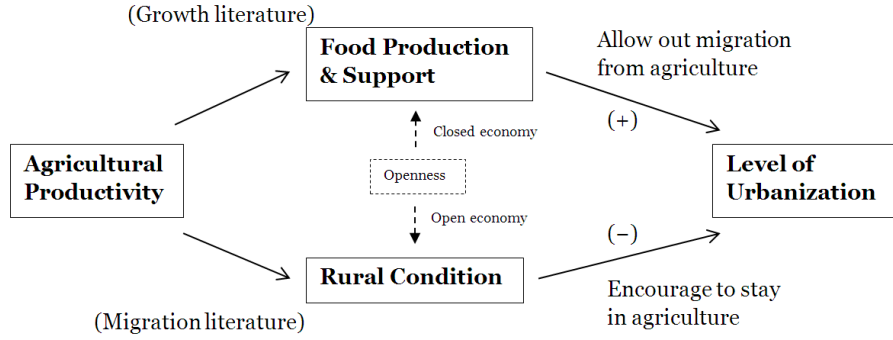 (Growth literature)
Food Production
& Support
Allow out migration
from agriculture
Closed economy
(+)
Agricultural
Productivity
Openness
Level of
Urbanization
Open economy
(−)
Rural Condition
Encourage to stay
in agriculture
(Migration literature)